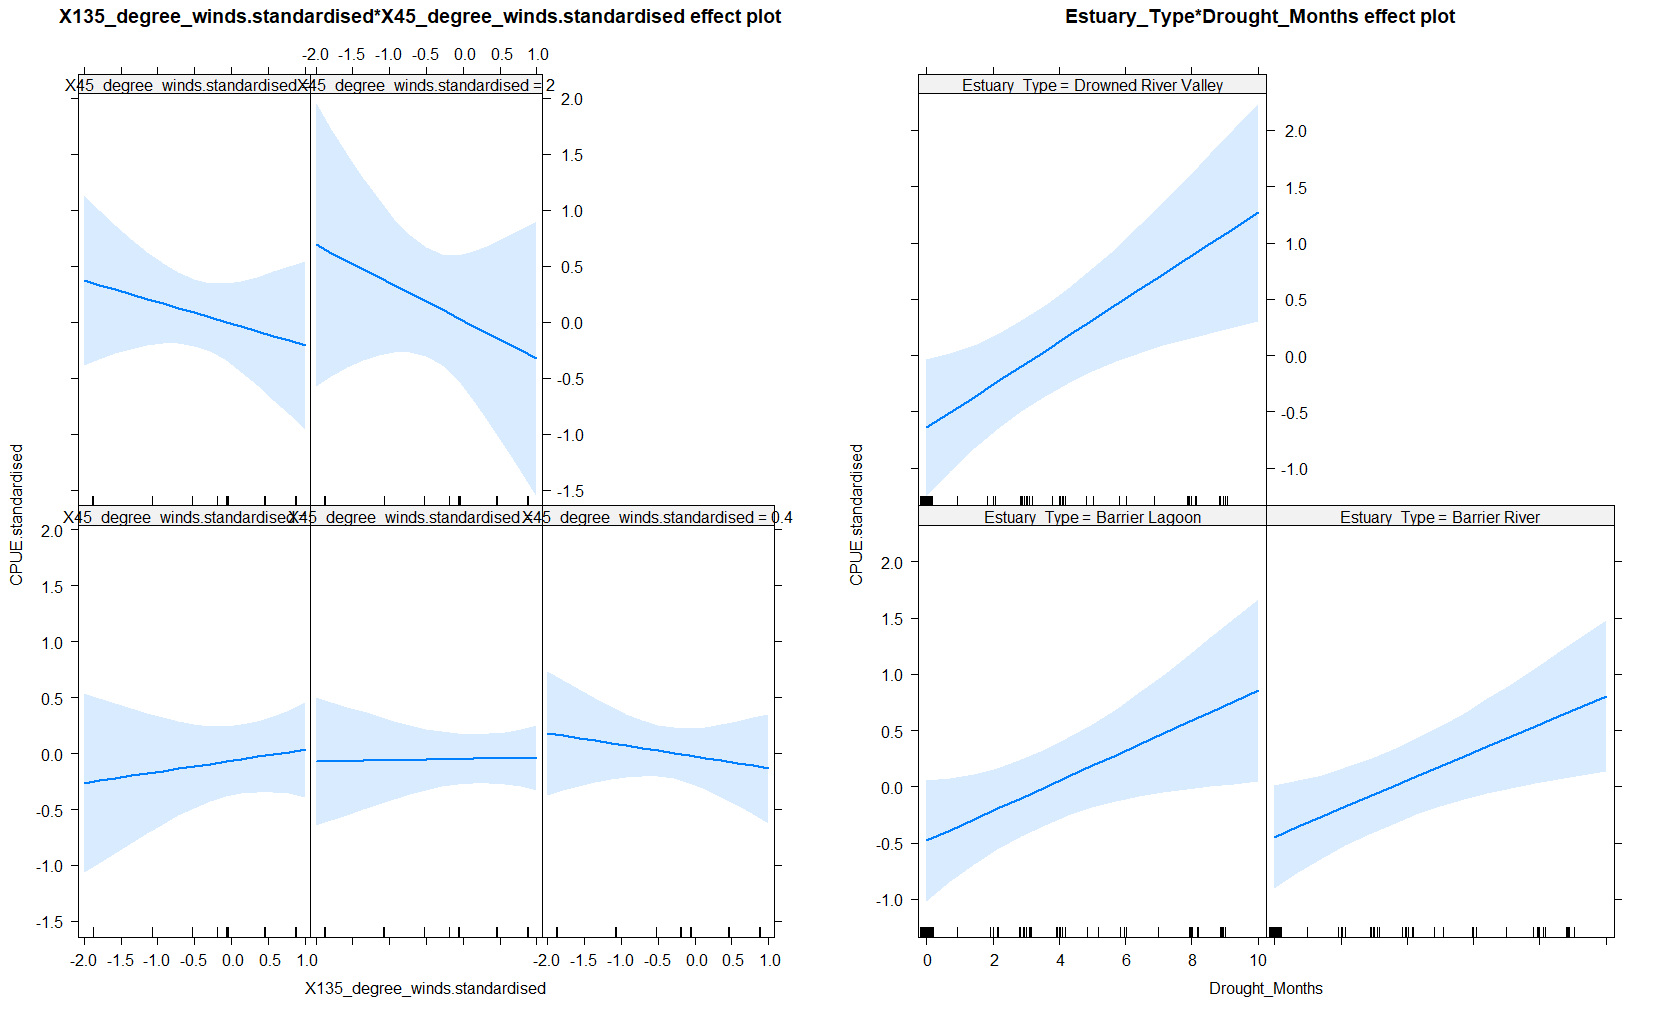 X135_degree_winds.standardised*X45_degree_winds.standardised effect plot
-2.0 -1.5 -1.0 -0.5 0.0 0.5 1.0
X45_degree_winds.standardised =
X45_degree_winds.standardised = 2
2.0
1.5
1.0
0.5
0.0
-0.5
-1.0
-1.5
X45_degree_winds.standardised =
X45_degree_winds.standardised =
X45_degree_winds.standardised = 0.4
2.0
1.5
1.0
0.5
0.0
-0.5
-1.0
-1.5
CPUE.standardised
-2.0 -1.5 -1.0 -0.5 0.0 0.5 1.0
-2.0 -1.5 -1.0 -0.5 0.0 0.5 1.0
X135_degree_winds.standardised
Estuary_Type*Drought_Months effect plot
Estuary_Type = Drowned River Valley
2.0
1.5
1.0
0.5
0.0
-0.5
-1.0
Estuary_Type = Barrier Lagoon
Estuary_Type = Barrier River
2.0
1.5
1.0
0.5
0.0
-0.5
-1.0
CPUE.standardised
0 2 4 6 8 10
Drought_Months